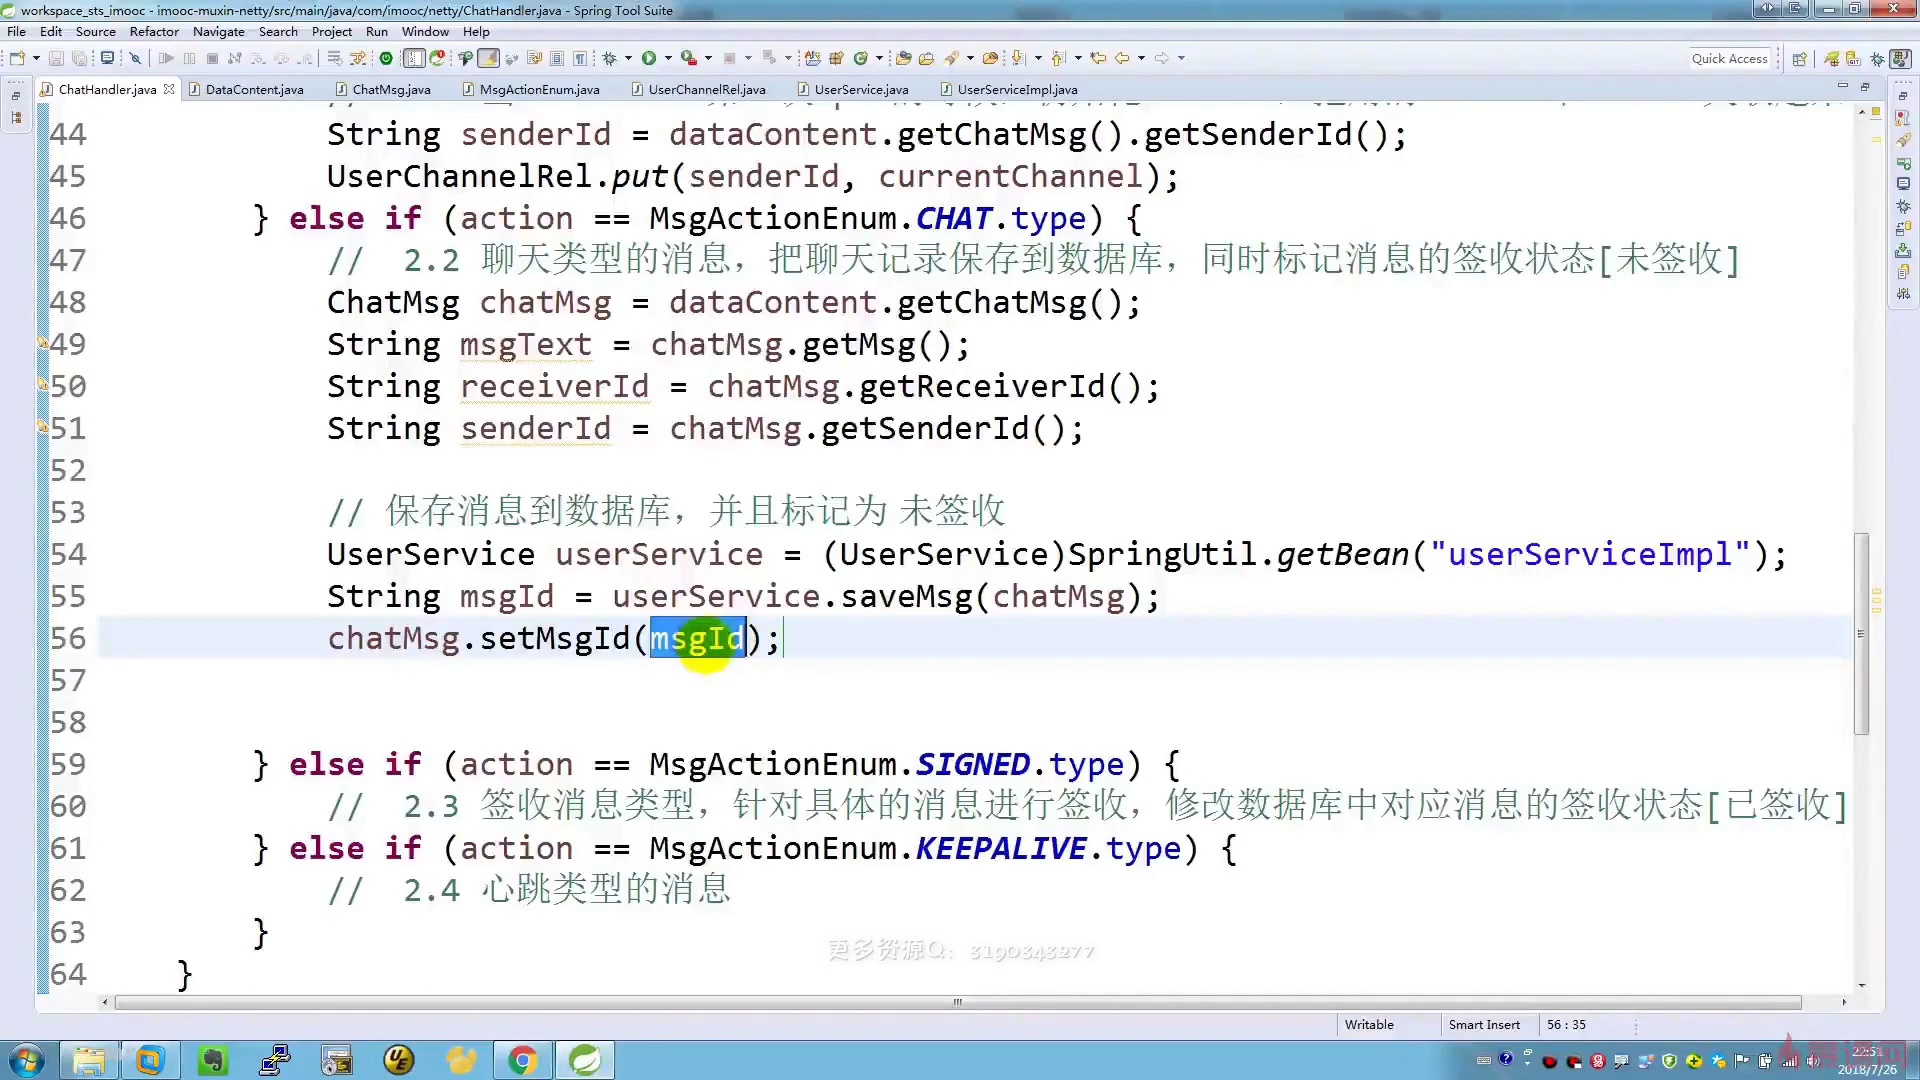 workspace_sts_imooc - imooc-muxin-netty/src/main/java/com/imooc/netty/ChatHandler.java - Spring Tool Suite
File Edit Source Refactor Navigate Search Project Run Window Help
Quick Access
ChatHandler.java DataContent.java ChatMsg.java MsgActionEnum.java UserChannelRel.java UserService.java UserServiceImpl.java
44 String senderId = dataContent.getChatMsg().getSenderId();
45 UserChannelRel.put(senderId, currentChannel);
46 } else if (action == MsgActionEnum.CHAT.type) {
47 // 2.2 聊天类型的消息，把聊天记录保存到数据库，同时标记消息的签收状态[未签收]
48 ChatMsg chatMsg = dataContent.getChatMsg();
49 String msgText = chatMsg.getMsg();
50 String receiverId = chatMsg.getReceiverId();
51 String senderId = chatMsg.getSenderId();
52
53 // 保存消息到数据库，并且标记为 未签收
54 UserService userService = (UserService)SpringUtil.getBean("userServiceImpl");
55 String msgId = userService.saveMsg(chatMsg);
56 chatMsg.setMsgId(msgId);
57
58
59 } else if (action == MsgActionEnum.SIGNED.type) {
60 // 2.3 签收消息类型，针对具体的消息进行签收，修改数据库中对应消息的签收状态[已签收]
61 } else if (action == MsgActionEnum.KEEPALIVE.type) {
62 // 2.4 心跳类型的消息
63 }
更多资源Q：3190343277
64 }
Writable Smart Insert 56 : 35
22:51
2018/7/26